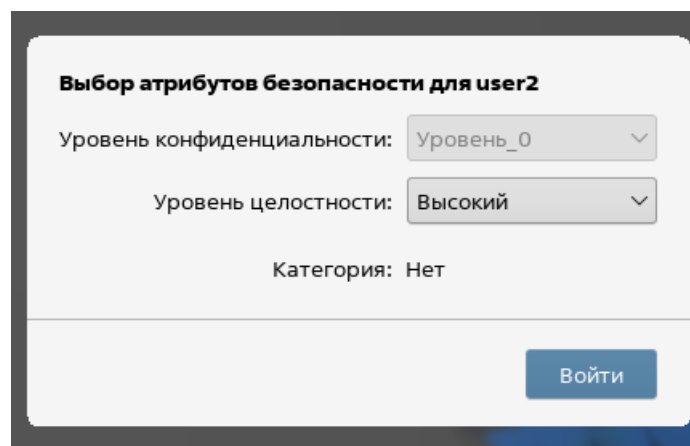 Выбор атрибутов безопасности для user2
Уровень конфиденциальности: Уровень_0
Уровень целостности: Высокий
Категория: Нет
Войти